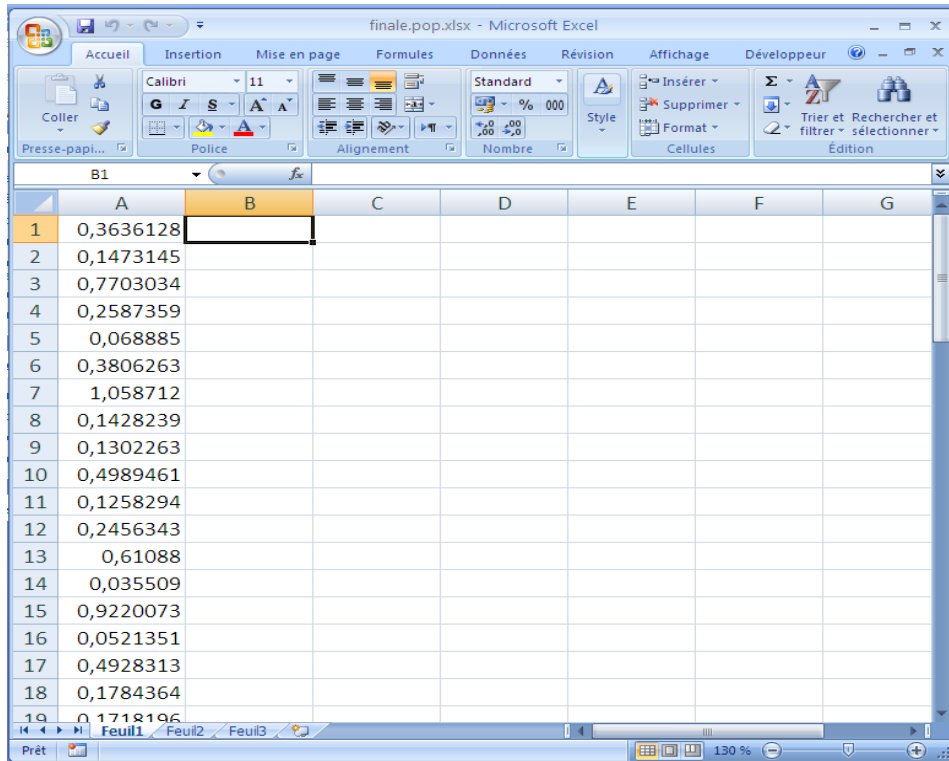 finale.pop.xlsx - Microsoft Excel
Accueil Insertion Mise en page Formules Données Révision Affichage Développeur
Calibri 11 Standard Insérer Σ
Coller G I S A A % 000 Style Supprimer Trier et filtrer Rechercher et sélectionner
A ,00 Format
Presse-papi... Police Alignement Nombre Cellules Édition
B1 fx
A B C D E F G
1 0,3636128
2 0,1473145
3 0,7703034
4 0,2587359
5 0,068885
6 0,3806263
7 1,058712
8 0,1428239
9 0,1302263
10 0,4989461
11 0,1258294
12 0,2456343
13 0,61088
14 0,035509
15 0,9220073
16 0,0521351
17 0,4928313
18 0,1784364
19 0,1718196
Feuil1 Feuil2 Feuil3
Prêt 130 %